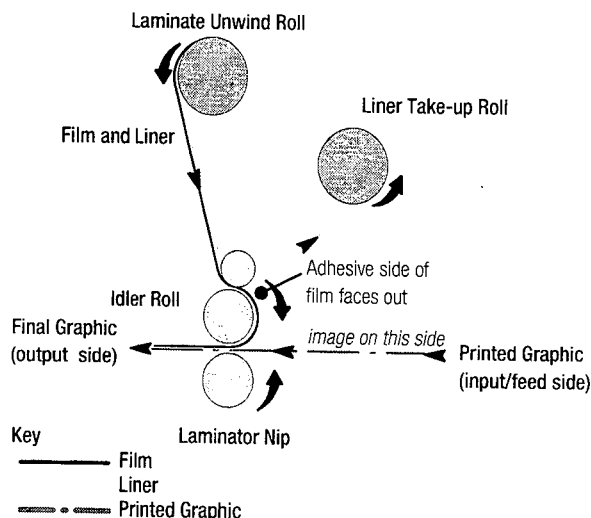 Laminate Unwind Roll
Liner Take-up Roll
Film and Liner
Adhesive side of
film faces out
Idler Roll
Final Graphic
(output side)
image on this side
Printed Graphic
(input/feed side)
Laminator Nip
Key
Film
Liner
Printed Graphic